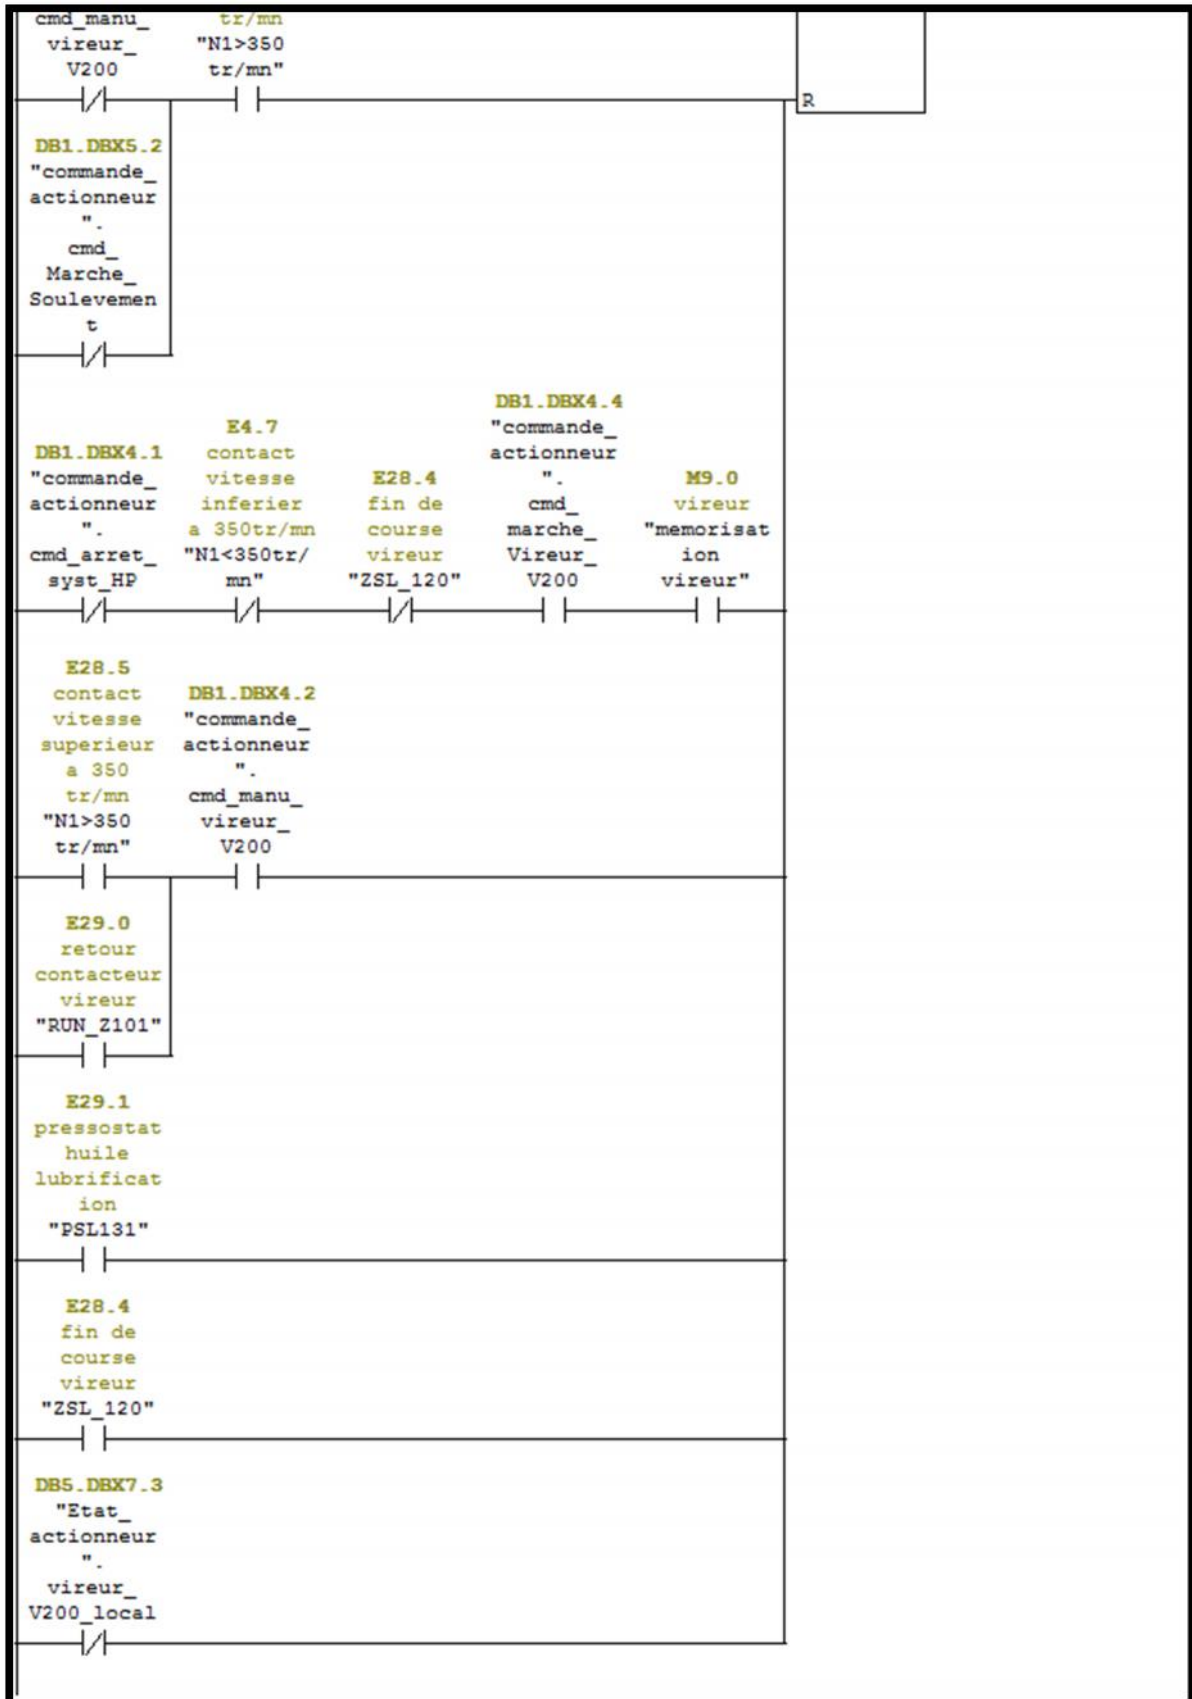 cmd_manu_
vireur_
V200
tr/mn
"N1>350
tr/mn"
R
DB1.DBX5.2
"commande_
actionneur
".
cmd_
Marche_
Soulevemen
t
DB1.DBX4.1
"commande_
actionneur
".
cmd_arret_
syst_HP
E4.7
contact
vitesse
inferier
a 350tr/mn
"N1<350tr/
mn"
E28.4
fin de
course
vireur
"ZSL_120"
DB1.DBX4.4
"commande_
actionneur
".
cmd_
marche_
Vireur_
V200
M9.0
vireur
"memorisat
ion
vireur"
E28.5
contact
vitesse
superieur
a 350
tr/mn
"N1>350
tr/mn"
DB1.DBX4.2
"commande_
actionneur
".
cmd_manu_
vireur_
V200
E29.0
retour
contacteur
vireur
"RUN_Z101"
E29.1
pressostat
huile
lubrificat
ion
"PSL131"
E28.4
fin de
course
vireur
"ZSL_120"
DB5.DBX7.3
"Etat_
actionneur
".
vireur_
V200_local